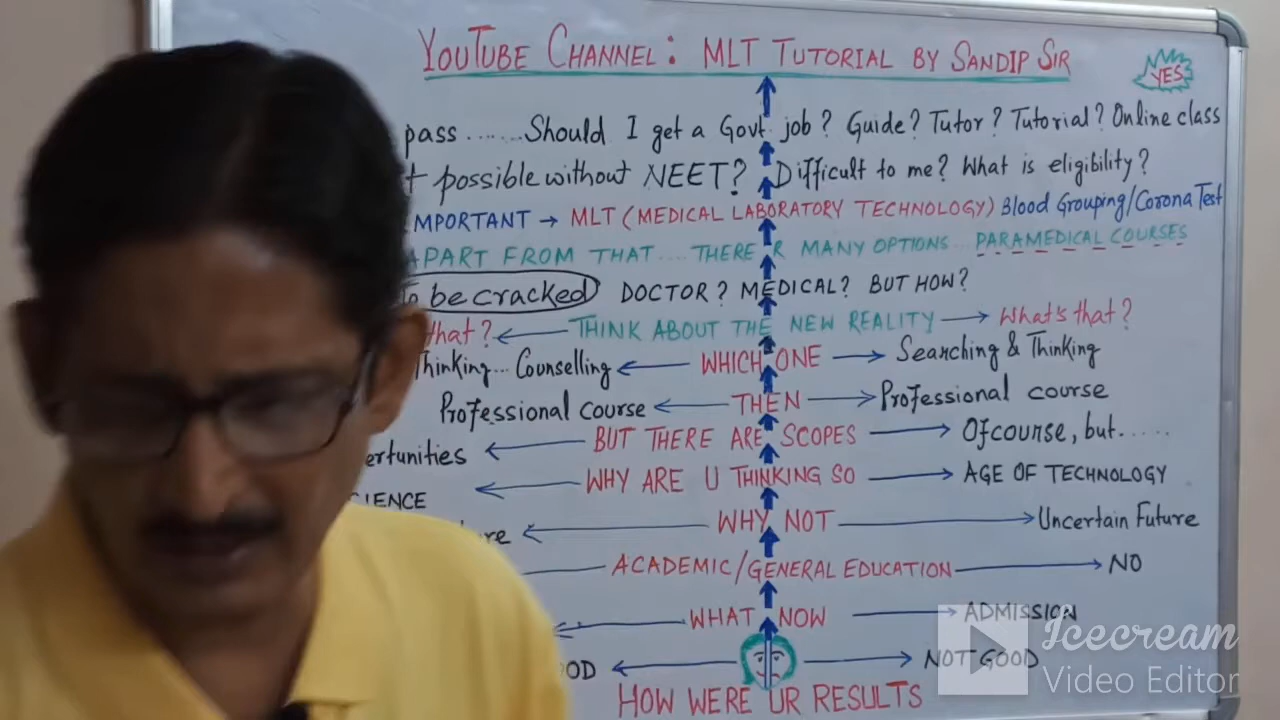 YOUTUBE CHANNEL: MLT TUTORIAL BY SANDIP SIR
YES
pass.......Should I get a Govt. job? Guide? Tutor? Tutorial? Online class
t possible without NEET? Difficult to me? What is eligibility?
MPORTANT → MLT (MEDICAL LABORATORY TECHNOLOGY) Blood Grouping/Corona Test
APART FROM THAT....THERE R MANY OPTIONS.. PARAMEDICAL COURSES
To be cracked DOCTOR? MEDICAL? BUT HOW?
that? ← THINK ABOUT THE NEW REALITY → What's that?
Thinking... Counselling ← WHICH ONE → Searching & Thinking
Professional course ← THEN → Professional course
ertunities ← BUT THERE ARE SCOPES → Ofcourse, but.....
CIENCE ← WHY ARE U THINKING SO → AGE OF TECHNOLOGY
re ← WHY NOT → Uncertain Future
ACADEMIC/GENERAL EDUCATION → NO
← WHAT NOW → ADMISSION
OD ← → NOT GOOD
HOW WERE UR RESULTS
Icecream
Video Editor